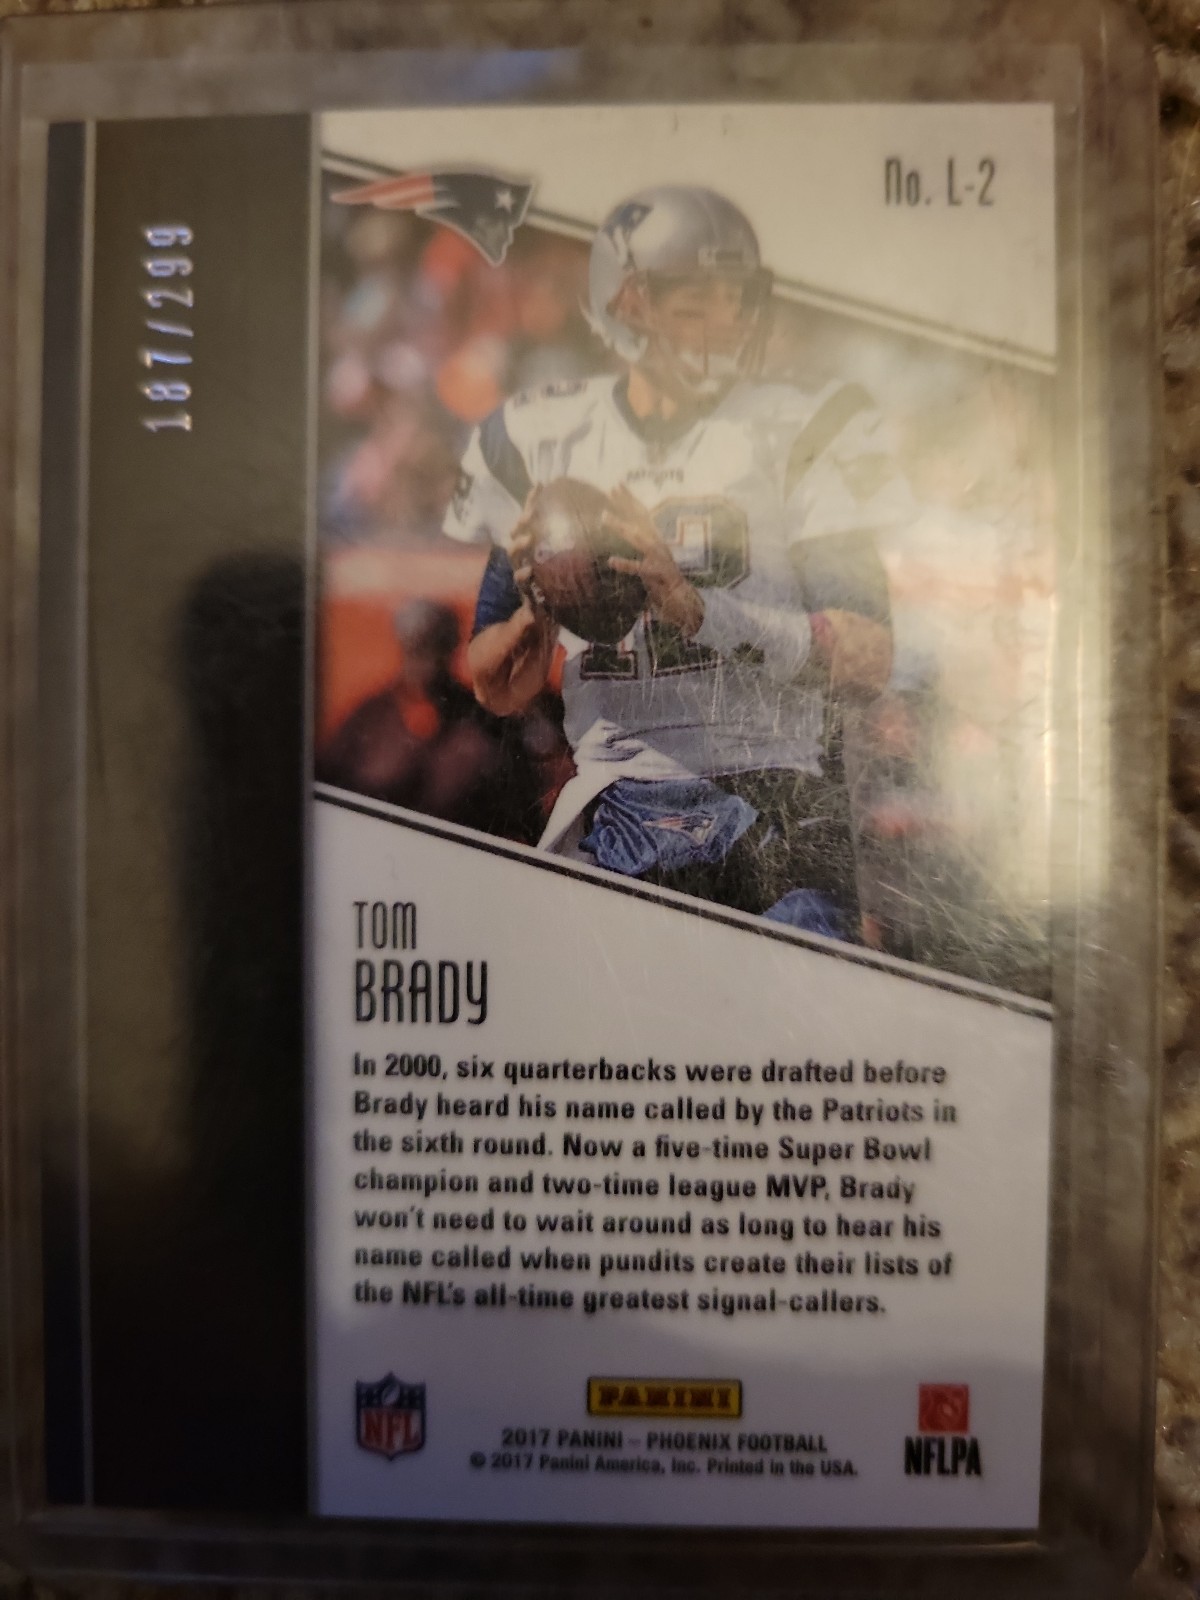 187/299
No. L-2
PATRIOTS
12
TOM
BRADY
In 2000, six quarterbacks were drafted before
Brady heard his name called by the Patriots in
the sixth round. Now a five-time Super Bowl
champion and two-time league MVP, Brady
won't need to wait around as long to hear his
name called when pundits create their lists of
the NFL's all-time greatest signal-callers.
NFL
PANINI
2017 PANINI – PHOENIX FOOTBALL
© 2017 Panini America, Inc. Printed in the USA.
NFLPA